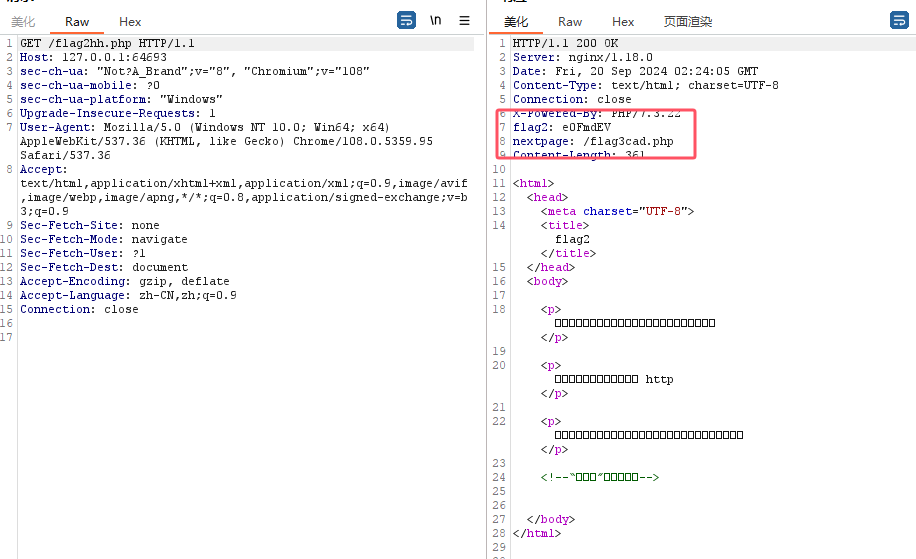 美化 Raw Hex \n
1 GET /flag2hh.php HTTP/1.1
2 Host: 127.0.0.1:64693
3 sec-ch-ua: "Not?A_Brand";v="8", "Chromium";v="108"
4 sec-ch-ua-mobile: ?0
5 sec-ch-ua-platform: "Windows"
6 Upgrade-Insecure-Requests: 1
7 User-Agent: Mozilla/5.0 (Windows NT 10.0; Win64; x64)
AppleWebKit/537.36 (KHTML, like Gecko) Chrome/108.0.5359.95
Safari/537.36
8 Accept:
text/html,application/xhtml+xml,application/xml;q=0.9,image/avif
,image/webp,image/apng,*/*;q=0.8,application/signed-exchange;v=b
3;q=0.9
9 Sec-Fetch-Site: none
10 Sec-Fetch-Mode: navigate
11 Sec-Fetch-User: ?1
12 Sec-Fetch-Dest: document
13 Accept-Encoding: gzip, deflate
14 Accept-Language: zh-CN,zh;q=0.9
15 Connection: close
16
17
美化 Raw Hex 页面渲染
1 HTTP/1.1 200 OK
2 Server: nginx/1.18.0
3 Date: Fri, 20 Sep 2024 02:24:05 GMT
4 Content-Type: text/html; charset=UTF-8
5 Connection: close
6 X-Powered-By: PHP/7.3.22
7 flag2: e0FmdEV
8 nextpage: /flag3cad.php
9 Content-Length: 361
10
11 <html>
12 <head>
13 <meta charset="UTF-8">
14 <title>
flag2
</title>
15 </head>
16 <body>
17
18 <p>
</p>
19
20 <p>
http
</p>
21
22 <p>
</p>
23
24 <!--“ ”-->
25
26
27 </body>
28 </html>
29